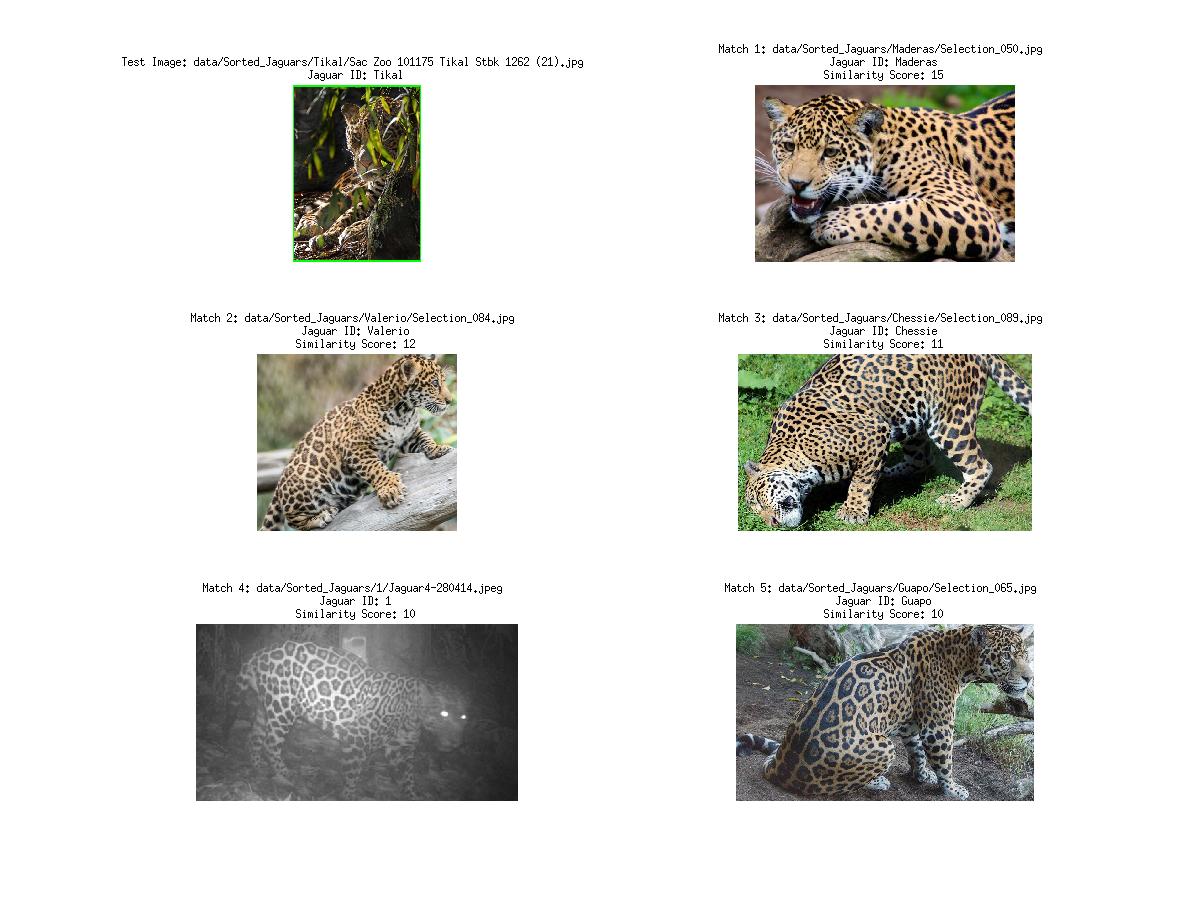 Test Image: data/Sorted_Jaguars/Tikal/Sac Zoo 101175 Tikal Stbk 1262 (21).jpg
Jaguar ID: Tikal
Match 1: data/Sorted_Jaguars/Maderas/Selection_050.jpg
Jaguar ID: Maderas
Similarity Score: 15
Match 2: data/Sorted_Jaguars/Valerio/Selection_084.jpg
Jaguar ID: Valerio
Similarity Score: 12
Match 3: data/Sorted_Jaguars/Chessie/Selection_089.jpg
Jaguar ID: Chessie
Similarity Score: 11
Match 4: data/Sorted_Jaguars/1/Jaguar4-280414.jpeg
Jaguar ID: 1
Similarity Score: 10
Match 5: data/Sorted_Jaguars/Guapo/Selection_065.jpg
Jaguar ID: Guapo
Similarity Score: 10